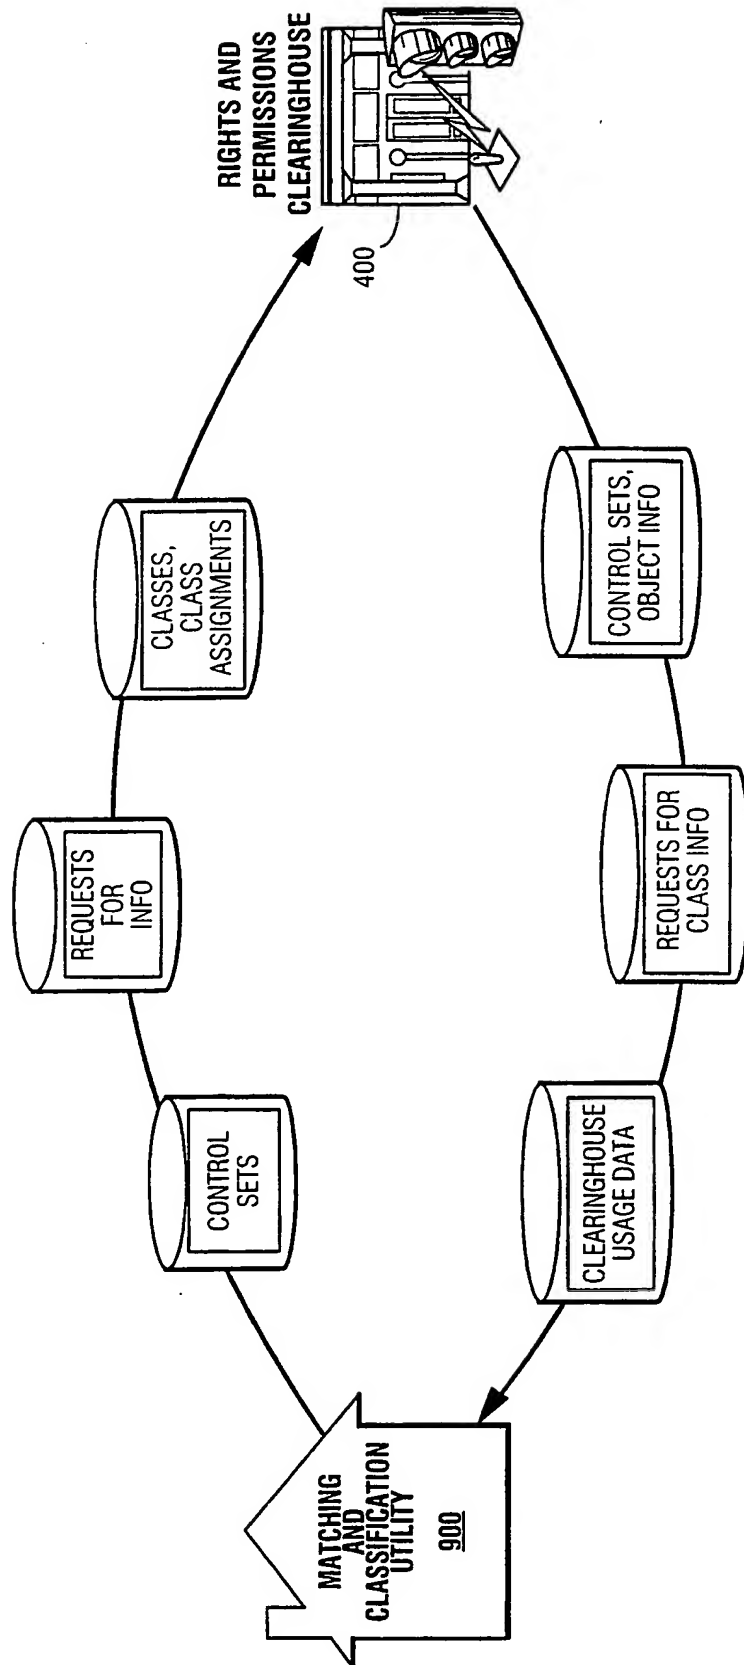 RIGHTS AND
PERMISSIONS
CLEARINGHOUSE
400
CLASSES,
CLASS
ASSIGNMENTS
REQUESTS
FOR
INFO
CONTROL
SETS
MATCHING
AND
CLASSIFICATION
UTILITY
900
CLEARINGHOUSE
USAGE DATA
REQUESTS FOR
CLASS INFO
CONTROL SETS,
OBJECT INFO